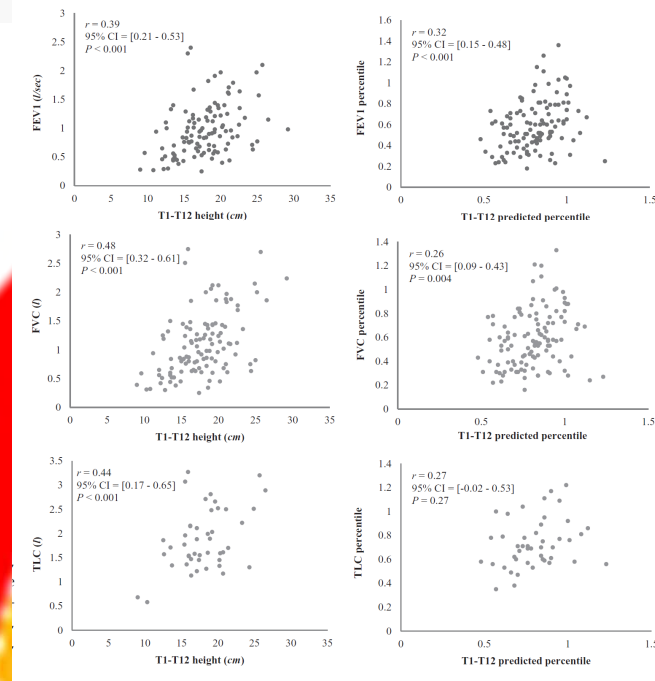 3
2.5
2
1.5
1
0.5
0
r = 0.39
95% CI = [0.21 - 0.53]
P < 0.001
FEV1 (l/sec)
0 5 10 15 20 25 30 35
T1-T12 height (cm)
1.6
1.4
1.2
1
0.8
0.6
0.4
0.2
0
r = 0.32
95% CI = [0.15 - 0.48]
P < 0.001
FEV1 percentile
0 0.5 1 1.5
T1-T12 predicted percentile
3
2.5
2
1.5
1
0.5
0
r = 0.48
95% CI = [0.32 - 0.61]
P < 0.001
FVC (l)
0 5 10 15 20 25 30 35
T1-T12 height (cm)
1.4
1.2
1
0.8
0.6
0.4
0.2
0
r = 0.26
95% CI = [0.09 - 0.43]
P = 0.004
FVC percentile
0 0.5 1 1.5
T1-T12 predicted percentile
3.5
3
2.5
2
1.5
1
0.5
0
r = 0.44
95% CI = [0.17 - 0.65]
P < 0.001
TLC (l)
0 5 10 15 20 25 30 35
T1-T12 height (cm)
1.4
1.2
1
0.8
0.6
0.4
0.2
0
r = 0.27
95% CI = [-0.02 - 0.53]
P = 0.27
TLC percentile
0 0.5 1
T1-T12 predicted percentile